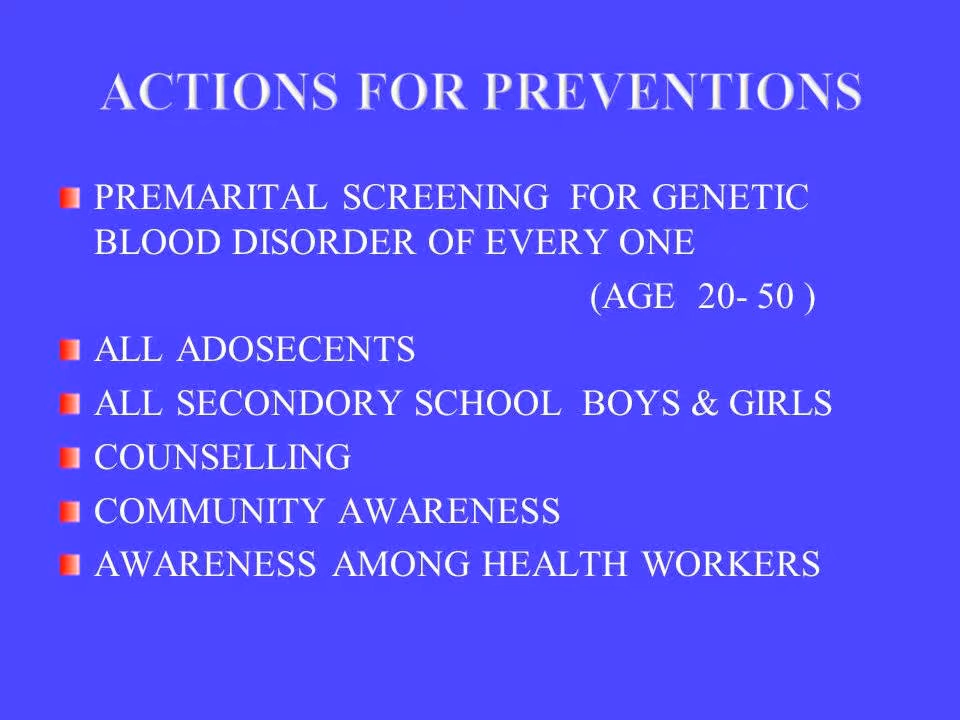 ACTIONS FOR PREVENTIONS
PREMARITAL SCREENING FOR GENETIC
BLOOD DISORDER OF EVERY ONE
(AGE 20- 50 )
ALL ADOSECENTS
ALL SECONDORY SCHOOL BOYS & GIRLS
COUNSELLING
COMMUNITY AWARENESS
AWARENESS AMONG HEALTH WORKERS